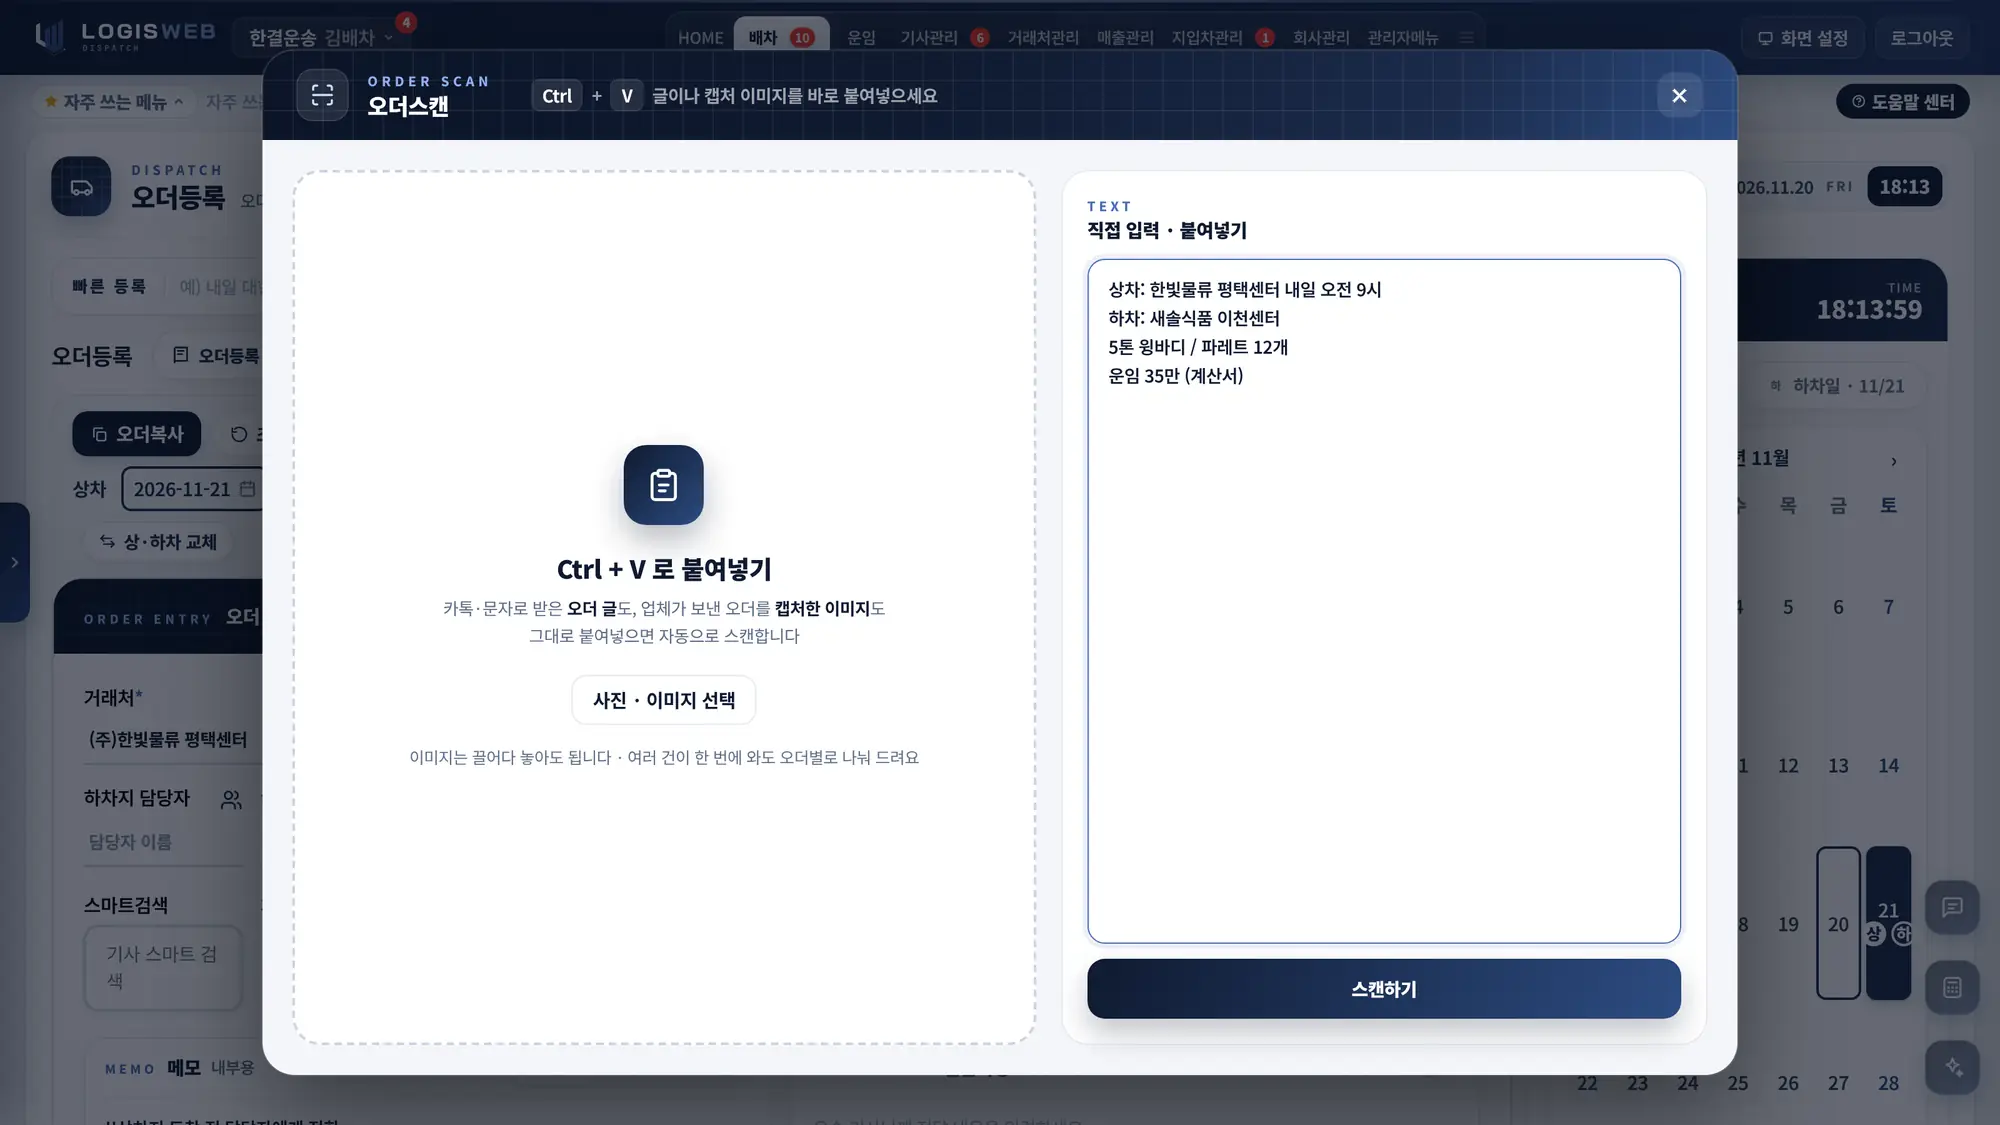 LOGISWEB
DISPATCH
한결운송 김배차
4
HOME
배차 10
운임
기사관리 6
거래처관리
매출관리
지입차관리 1
회사관리
관리자메뉴
화면 설정
로그아웃
자주 쓰는 메뉴
자주
도움말 센터
ORDER SCAN
오더스캔
Ctrl + V 글이나 캡처 이미지를 바로 붙여넣으세요
DISPATCH
오더등록
026.11.20 FRI 18:13
빠른 등록
예) 내일
TIME
18:13:59
오더등록
오더등록
하차일 · 11/21
오더복사
상차 2026-11-21
상·하차 교체
ORDER ENTRY
거래처*
(주)한빛물류 평택센터
하차지 담당자
담당자 이름
스마트검색
기사 스마트 검
색
MEMO 메모 내부용
Ctrl + V 로 붙여넣기
카톡·문자로 받은 오더 글도, 업체가 보낸 오더를 캡처한 이미지도
그대로 붙여넣으면 자동으로 스캔합니다
사진 · 이미지 선택
이미지는 끌어다 놓아도 됩니다 · 여러 건이 한 번에 와도 오더별로 나눠 드려요
TEXT
직접 입력 · 붙여넣기
상차: 한빛물류 평택센터 내일 오전 9시
하차: 새솔식품 이천센터
5톤 윙바디 / 파레트 12개
운임 35만 (계산서)
스캔하기
11월
목 금 토
5 6 7
12 13 14
19 20 21
상 하
22 23 24 25 26 27 28